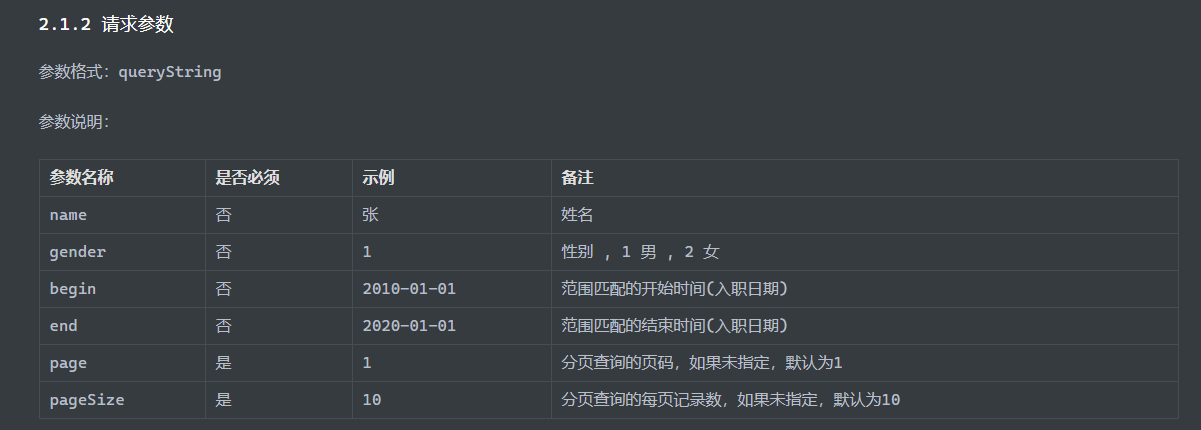 2.1.2 请求参数
参数格式：queryString
参数说明：
参数名称 是否必须 示例 备注
name 否 张 姓名
gender 否 1 性别 , 1 男 , 2 女
begin 否 2010-01-01 范围匹配的开始时间(入职日期)
end 否 2020-01-01 范围匹配的结束时间(入职日期)
page 是 1 分页查询的页码，如果未指定，默认为1
pageSize 是 10 分页查询的每页记录数，如果未指定，默认为10